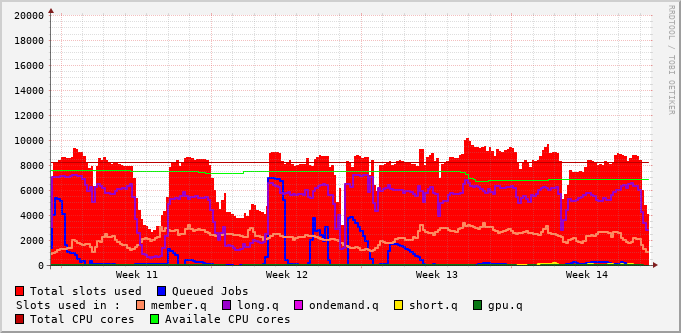 20000
18000
16000
14000
12000
10000
8000
6000
4000
2000
0
Week 11 Week 12 Week 13 Week 14
RRDTOOL / TOBI OETIKER
Total slots used Queued Jobs
Slots used in : member.q long.q ondemand.q short.q gpu.q
Total CPU cores Availale CPU cores